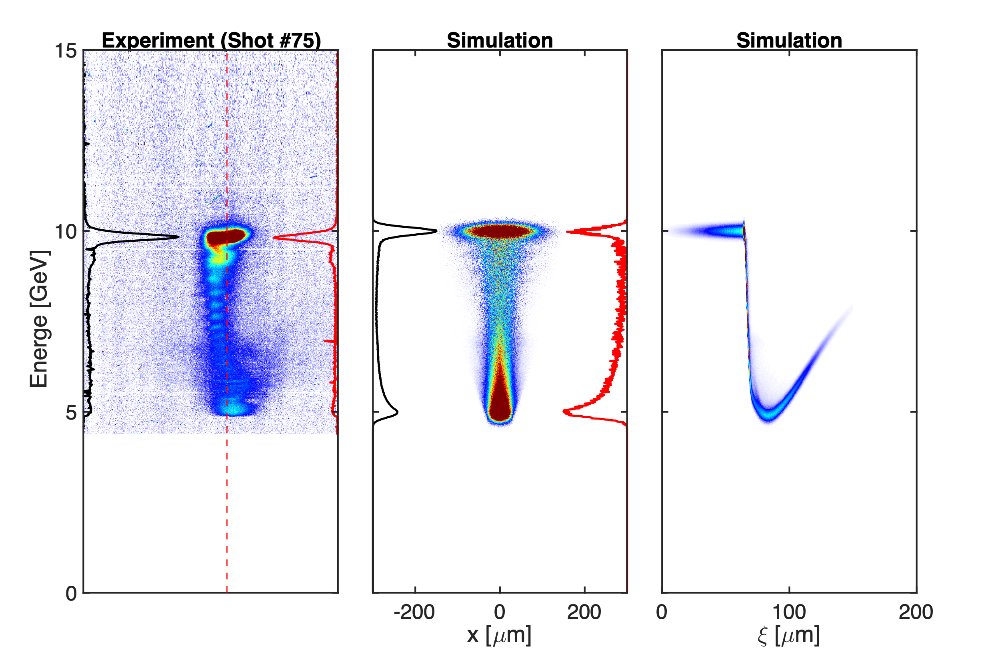 Experiment (Shot #75)
Simulation
Simulation
15
10
5
0
Energe [GeV]
-200 0 200
x [μm]
0 100 200
ξ [μm]